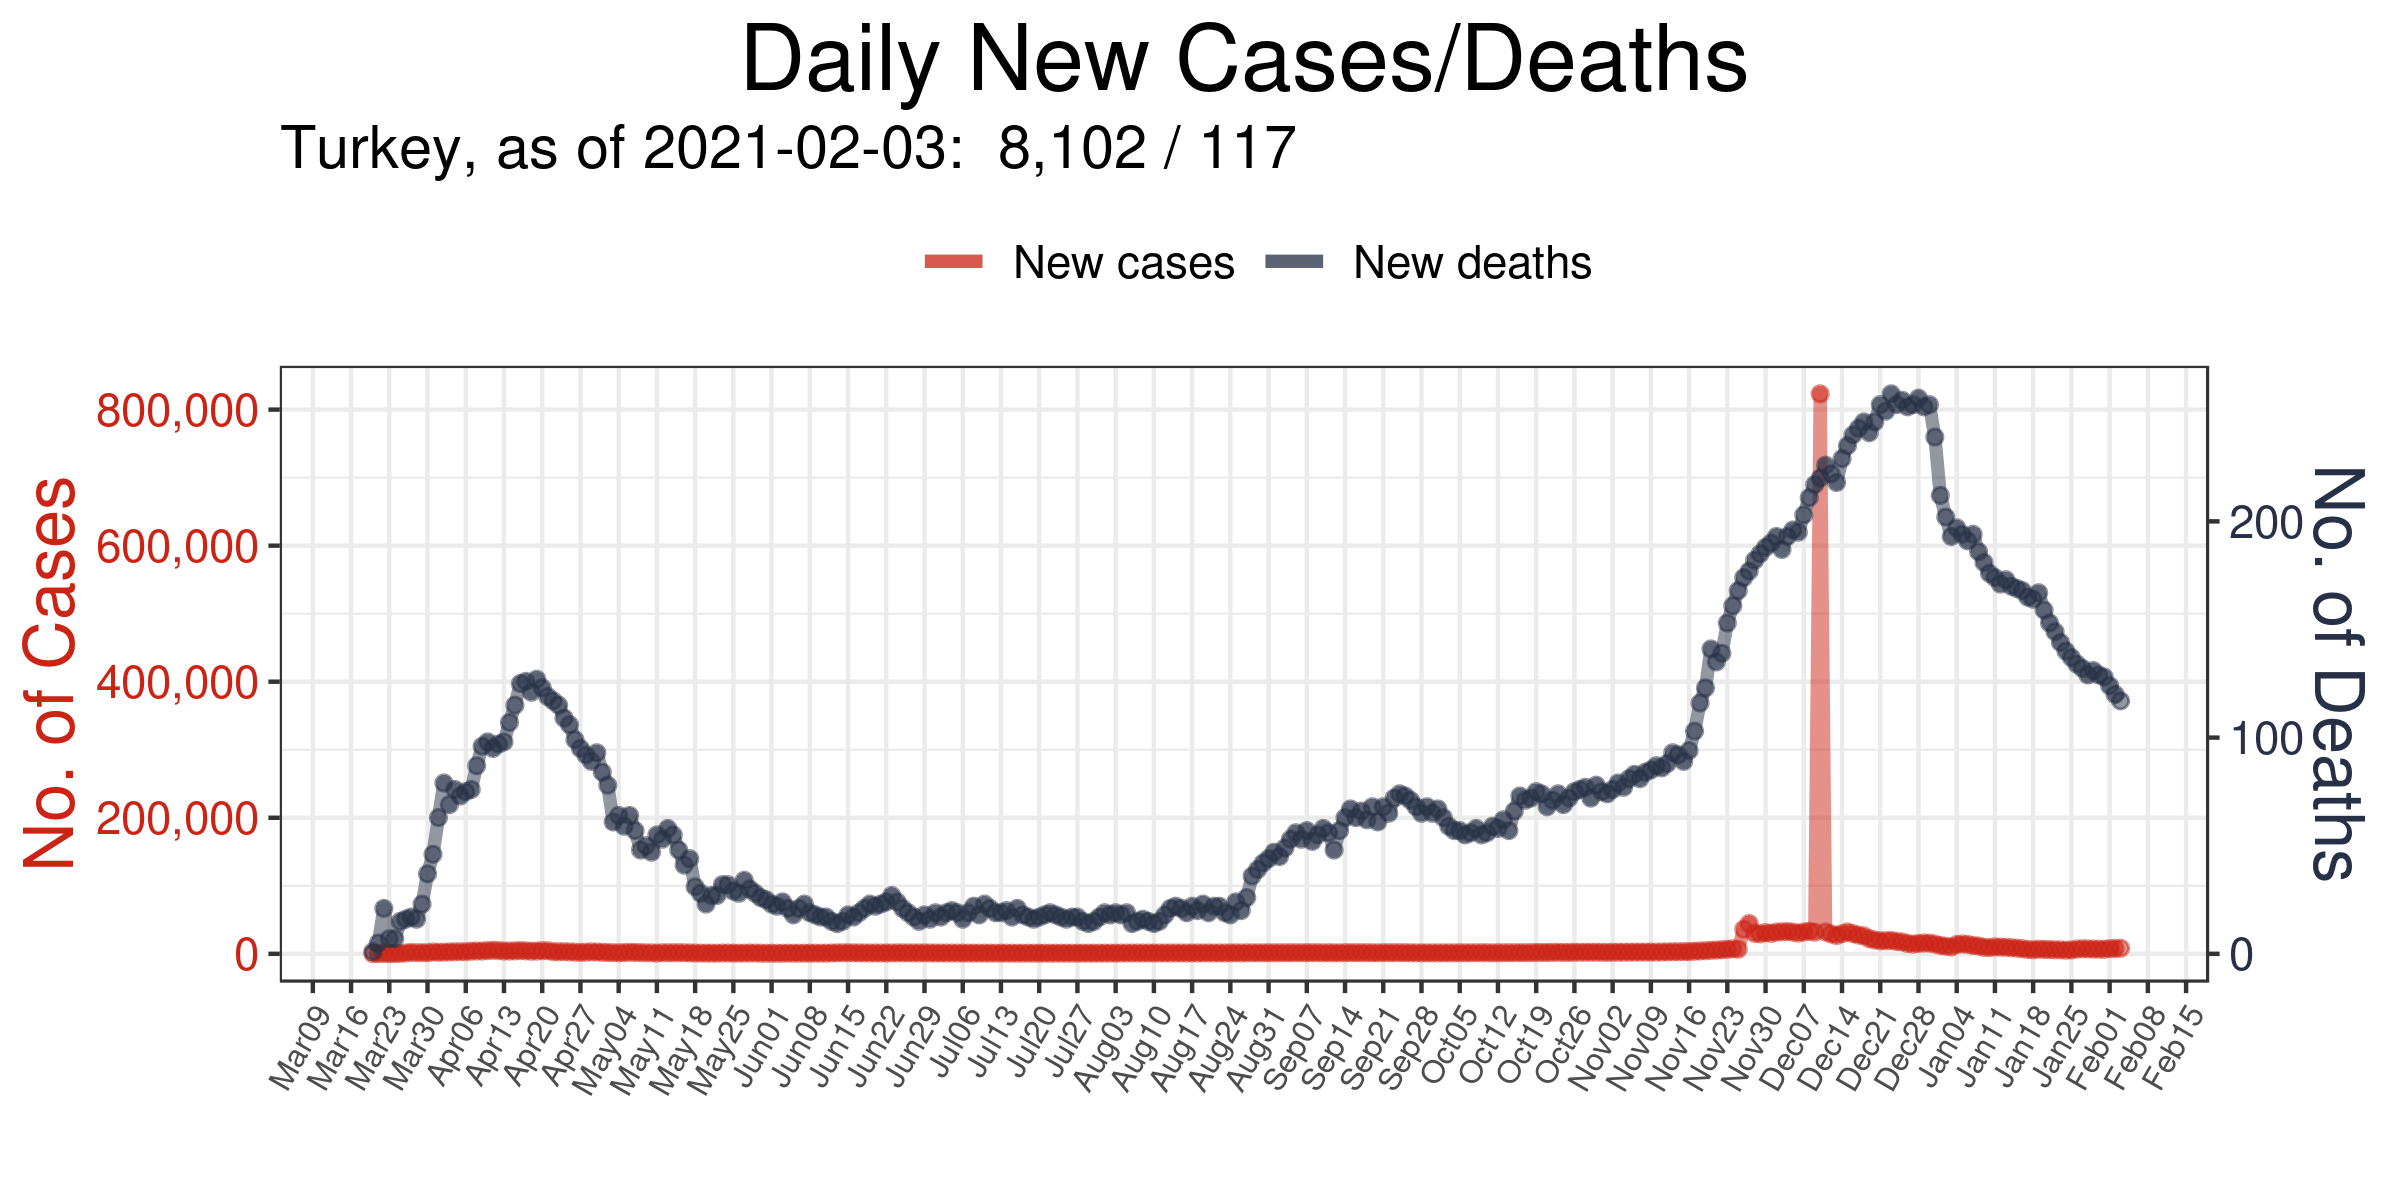 Daily New Cases/Deaths
Turkey, as of 2021-02-03:  8,102 / 117
New cases
New deaths
No. of Cases
800,000
600,000
400,000
200,000
0
No. of Deaths
200
100
0
Mar09
Mar16
Mar23
Mar30
Apr06
Apr13
Apr20
Apr27
May04
May11
May18
May25
Jun01
Jun08
Jun15
Jun22
Jun29
Jul06
Jul13
Jul20
Jul27
Aug03
Aug10
Aug17
Aug24
Aug31
Sep07
Sep14
Sep21
Sep28
Oct05
Oct12
Oct19
Oct26
Nov02
Nov09
Nov16
Nov23
Nov30
Dec07
Dec14
Dec21
Dec28
Jan04
Jan11
Jan18
Jan25
Feb01
Feb08
Feb15